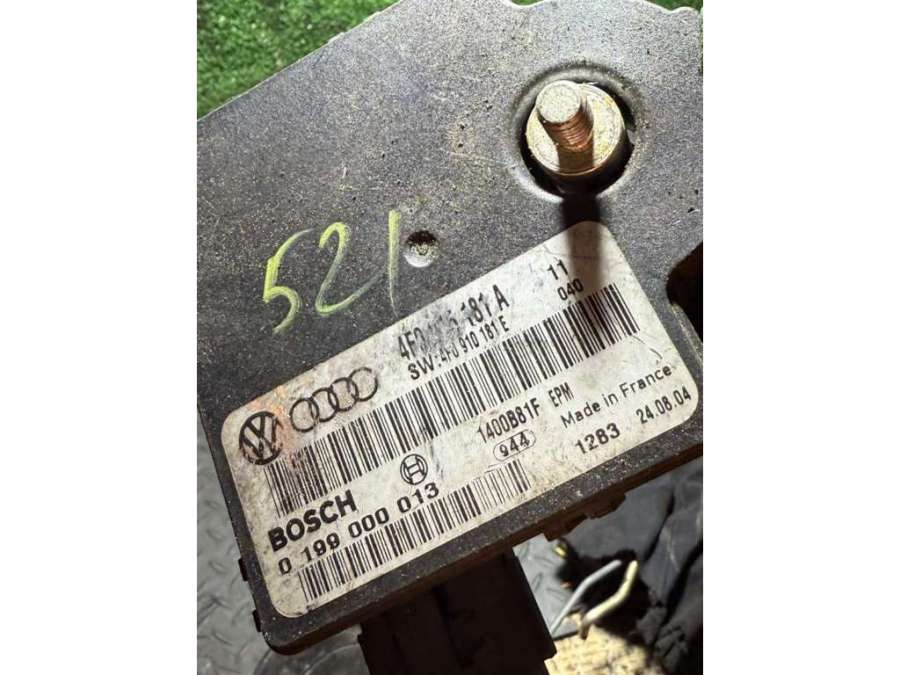 521
181 A
11
SW:4F0 910 181 E
040
1400B81F EPM
Made in France
944
1283 24.08.04
BOSCH
0 199 000 013